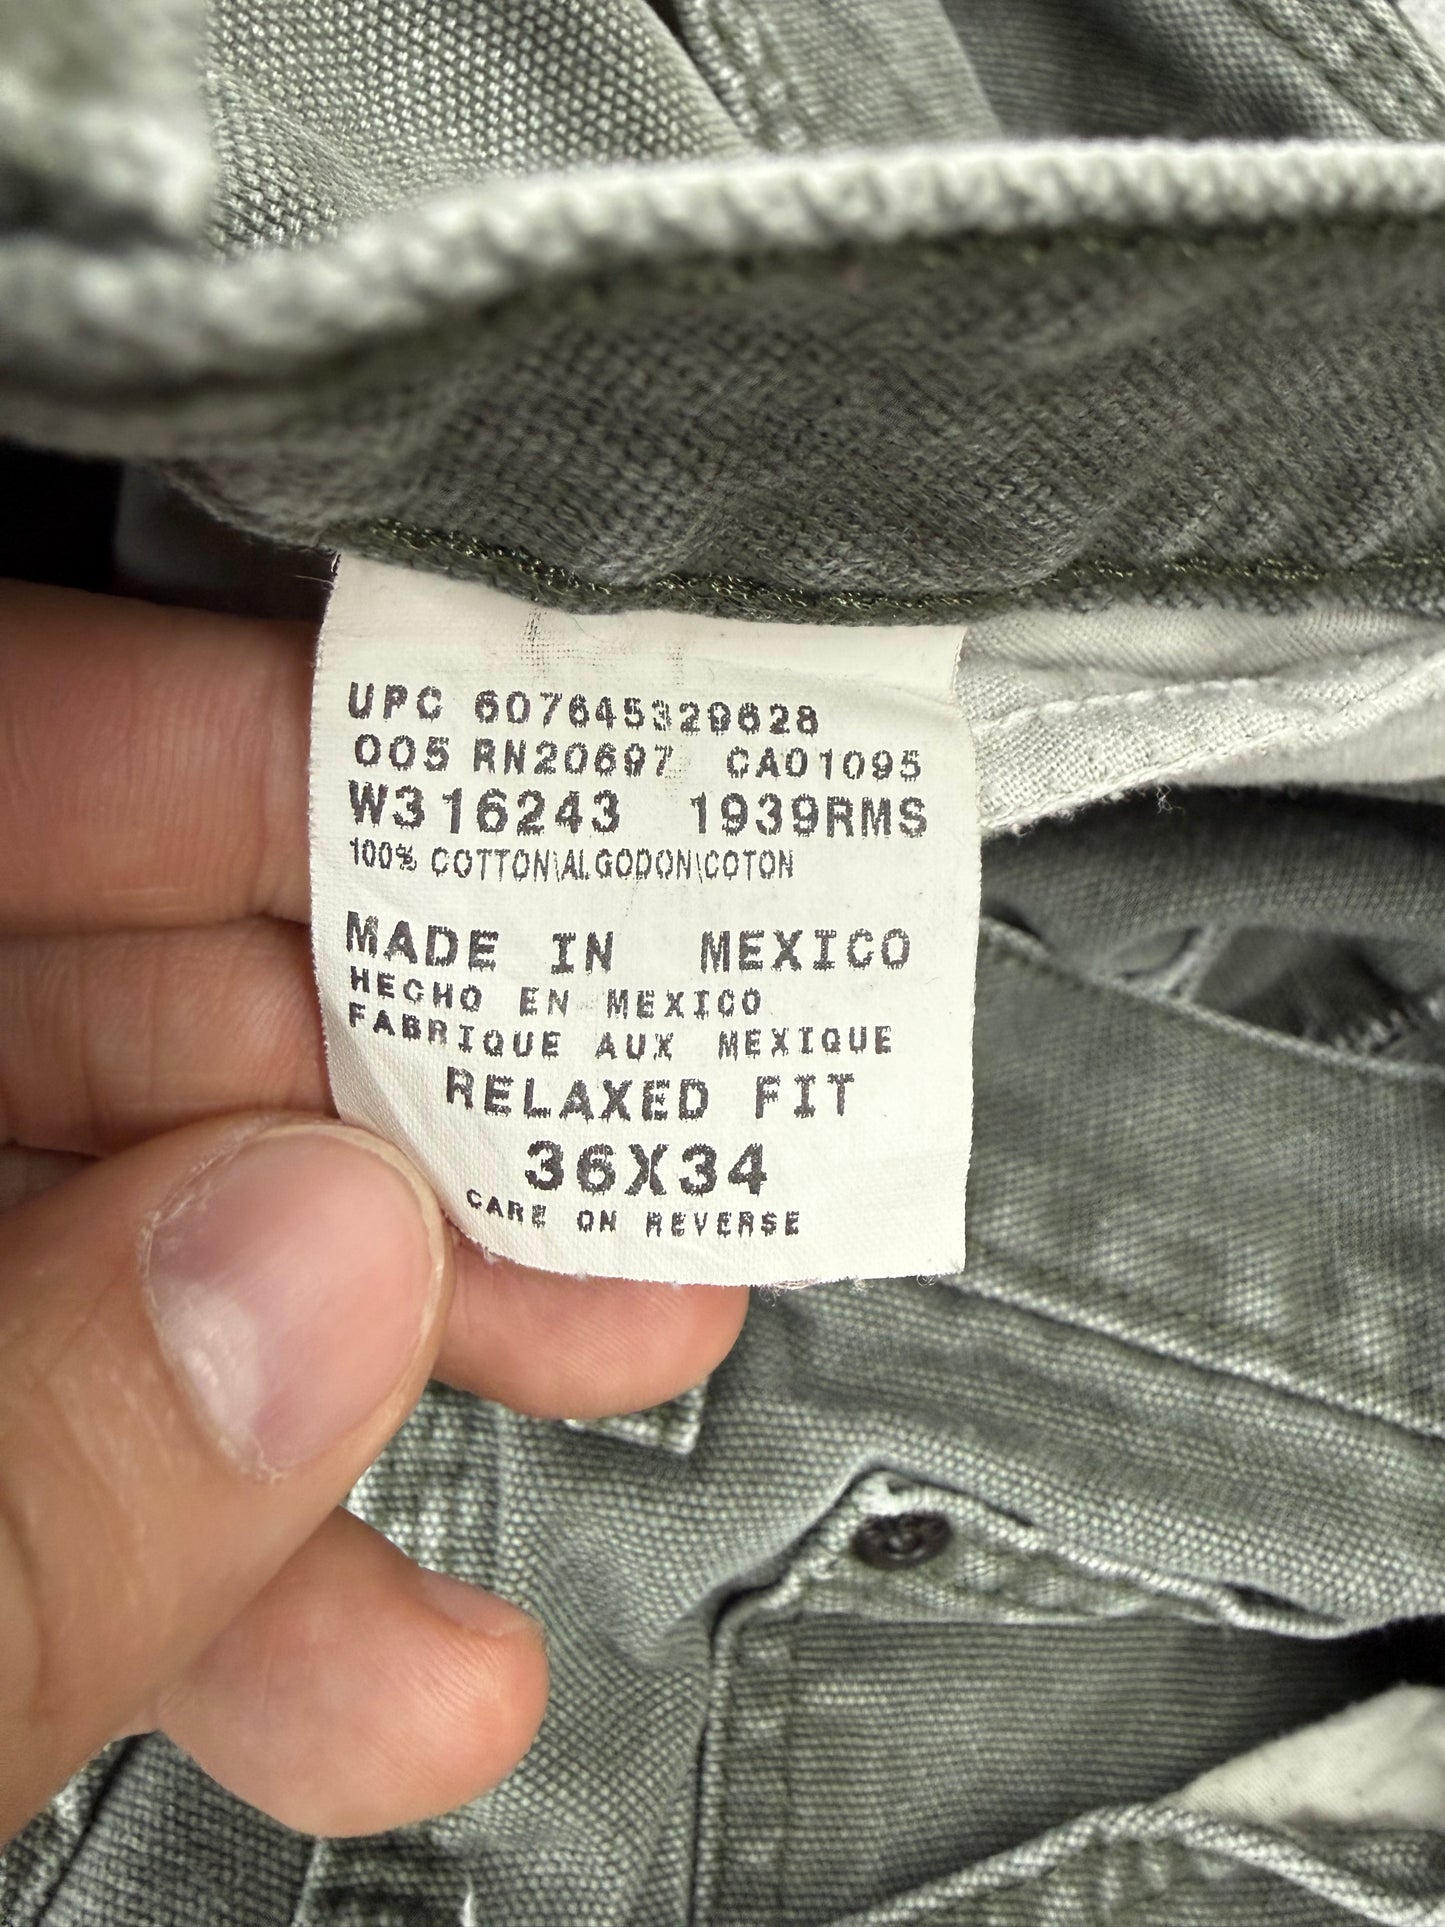 UPC 607645329628
005 RN20697 CA01095
W316243 1939RMS
100% COTTON\ALGODON\COTON
MADE IN MEXICO
HECHO EN MEXICO
FABRIQUE AUX MEXIQUE
RELAXED FIT
36X34
CARE ON REVERSE